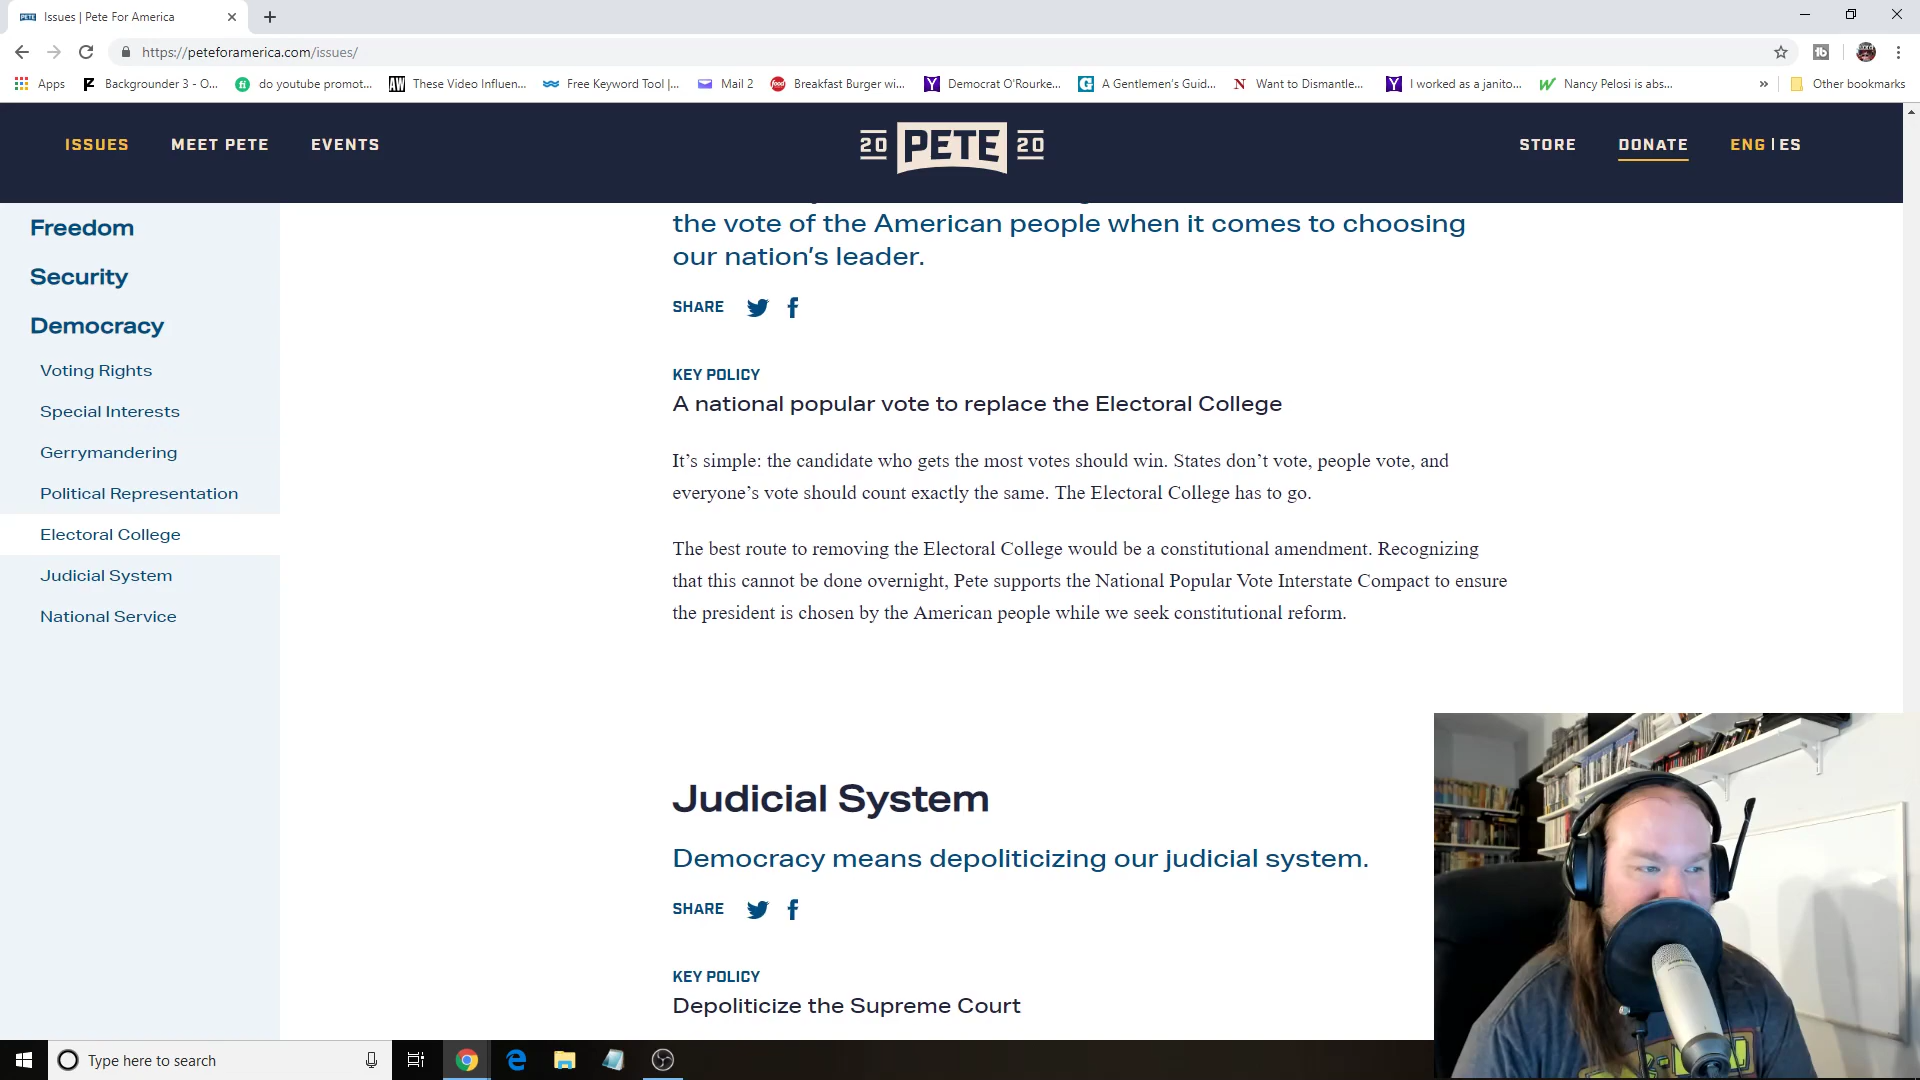 Issues | Pete For America
https://peteforamerica.com/issues/
Apps
Backgrounder 3 - O...
do youtube promot...
These Video Influen...
Free Keyword Tool |...
Mail 2
Breakfast Burger wi...
Democrat O'Rourke...
A Gentlemen's Guid...
Want to Dismantle...
I worked as a janito...
Nancy Pelosi is abs...
»
Other bookmarks
ISSUES
MEET PETE
EVENTS
20 PETE 20
STORE
DONATE
ENG | ES
Freedom
Security
Democracy
Voting Rights
Special Interests
Gerrymandering
Political Representation
Electoral College
Judicial System
National Service
the vote of the American people when it comes to choosing
our nation's leader.
SHARE
KEY POLICY
A national popular vote to replace the Electoral College
It's simple: the candidate who gets the most votes should win. States don't vote, people vote, and
everyone's vote should count exactly the same. The Electoral College has to go.
The best route to removing the Electoral College would be a constitutional amendment. Recognizing
that this cannot be done overnight, Pete supports the National Popular Vote Interstate Compact to ensure
the president is chosen by the American people while we seek constitutional reform.
Judicial System
Democracy means depoliticizing our judicial system.
SHARE
KEY POLICY
Depoliticize the Supreme Court
Type here to search